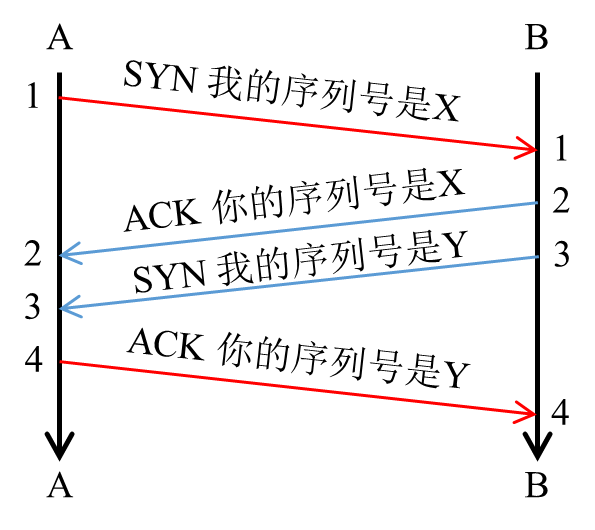 A B
1 SYN 我的序列号是X 1
ACK 你的序列号是X 2
2 SYN 我的序列号是Y 3
3
4 ACK 你的序列号是Y 4
A B